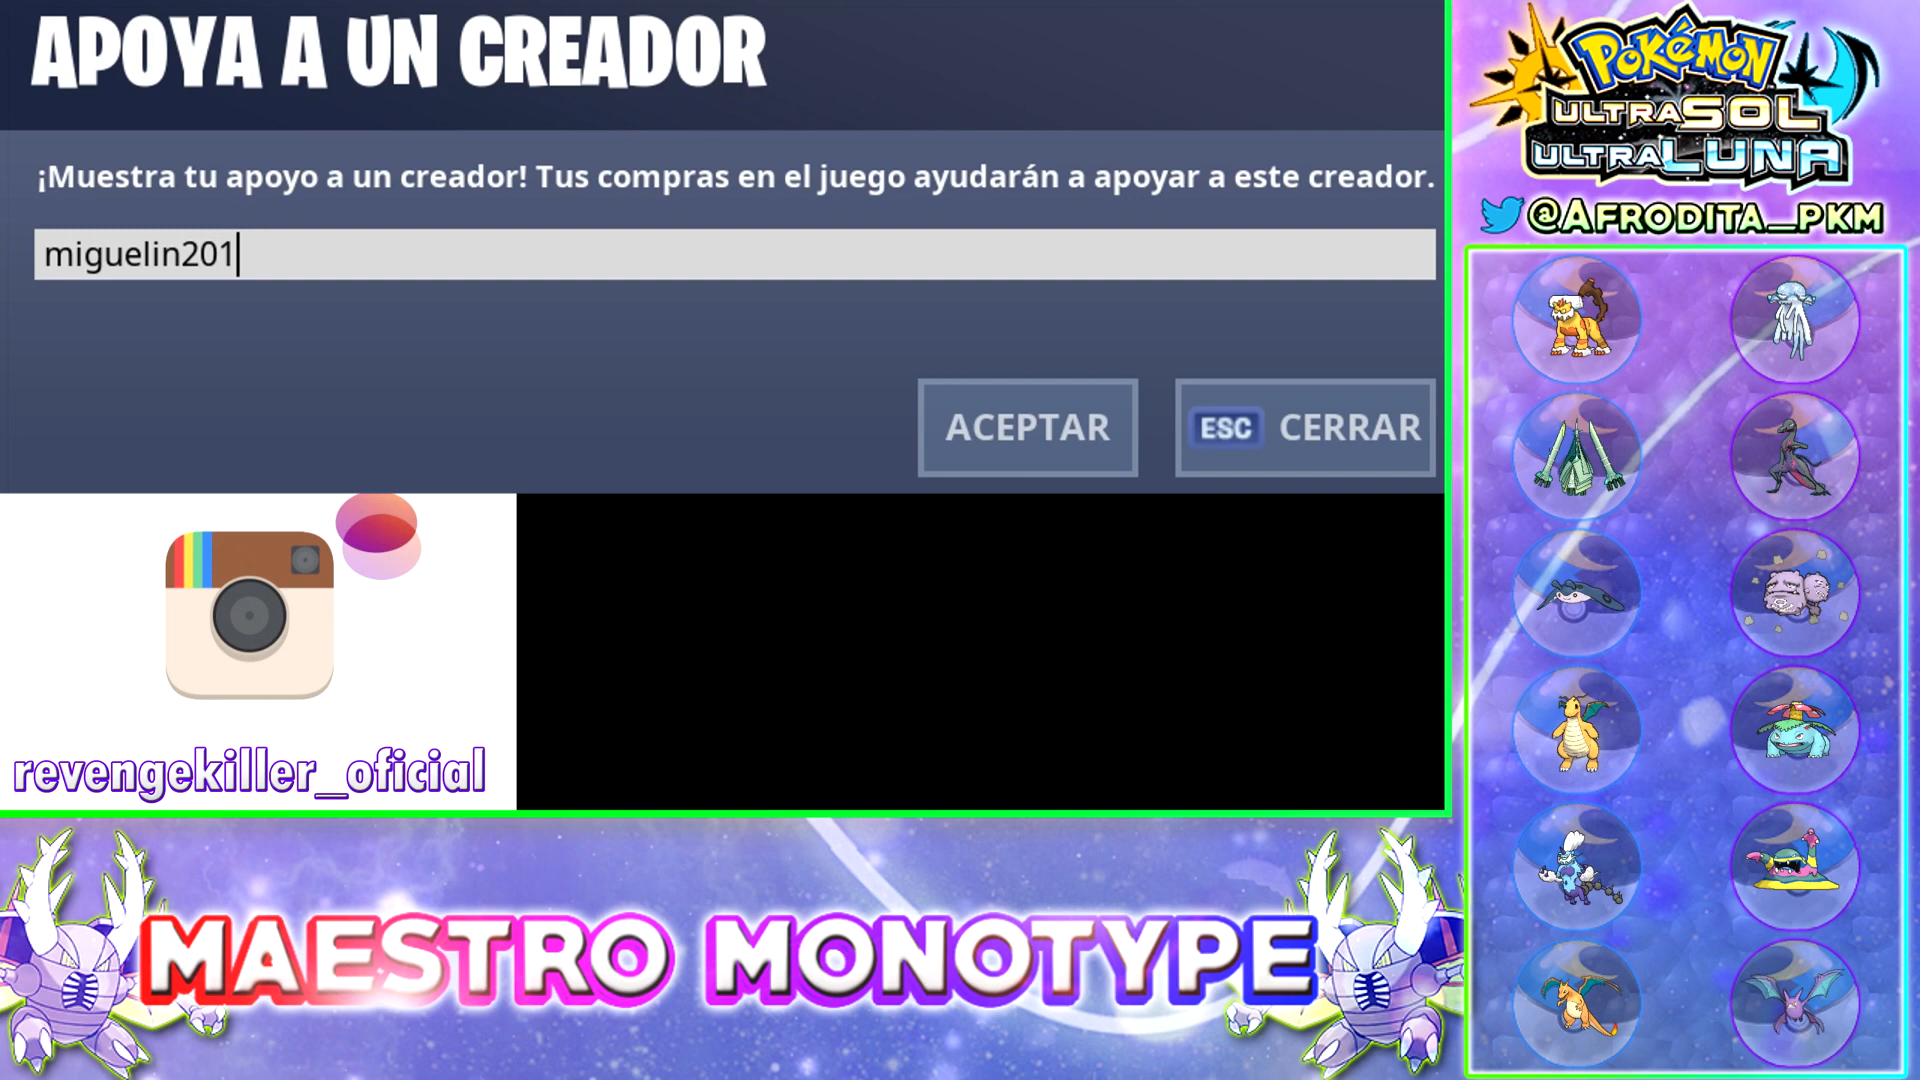 APOYA A UN CREADOR
¡Muestra tu apoyo a un creador! Tus compras en el juego ayudarán a apoyar a este creador.
miguelin201
ACEPTAR
ESC CERRAR
revengekiller_oficial
MAESTRO MONOTYPE
POKéMON
ULTRASOL
ULTRALUNA
@AFRODITA_PKM